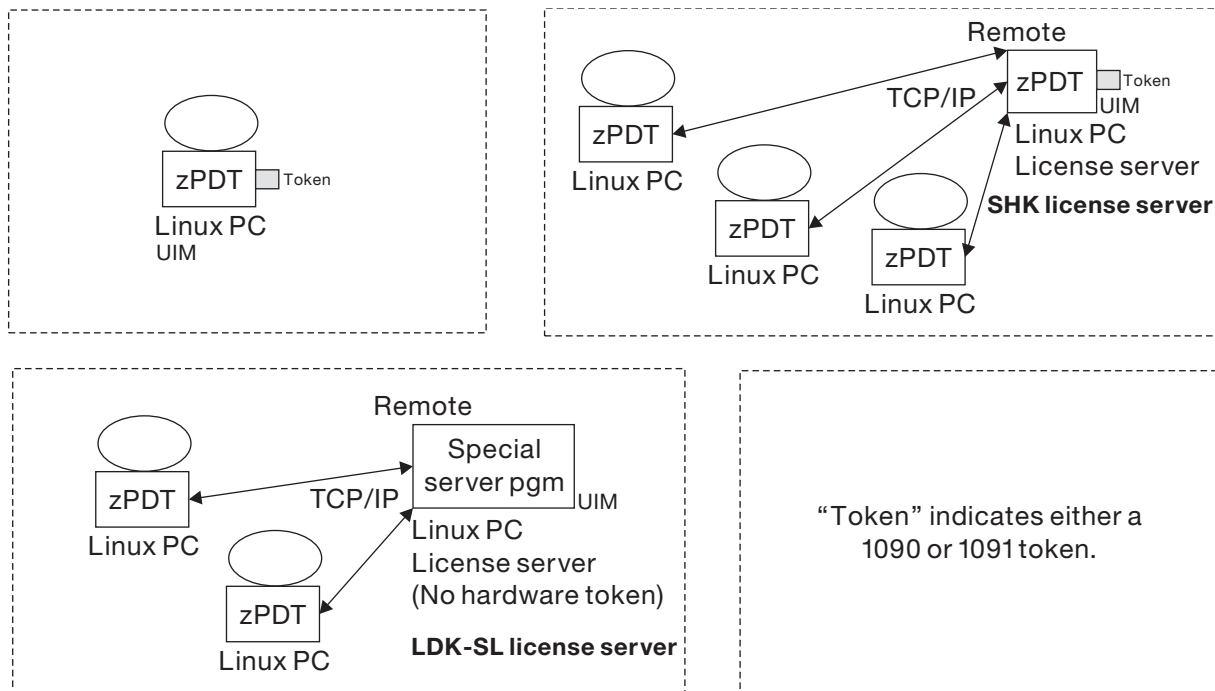 zPDT
Token
Linux PC
UIM
Remote
zPDT
Token
UIM
TCP/IP
zPDT
Linux PC
Linux PC
License server
SHK license server
zPDT
Linux PC
zPDT
Linux PC
Remote
Special
server pgm
UIM
zPDT
TCP/IP
Linux PC
Linux PC
License server
(No hardware token)
zPDT
Linux PC
LDK-SL license server
“Token” indicates either a
1090 or 1091 token.